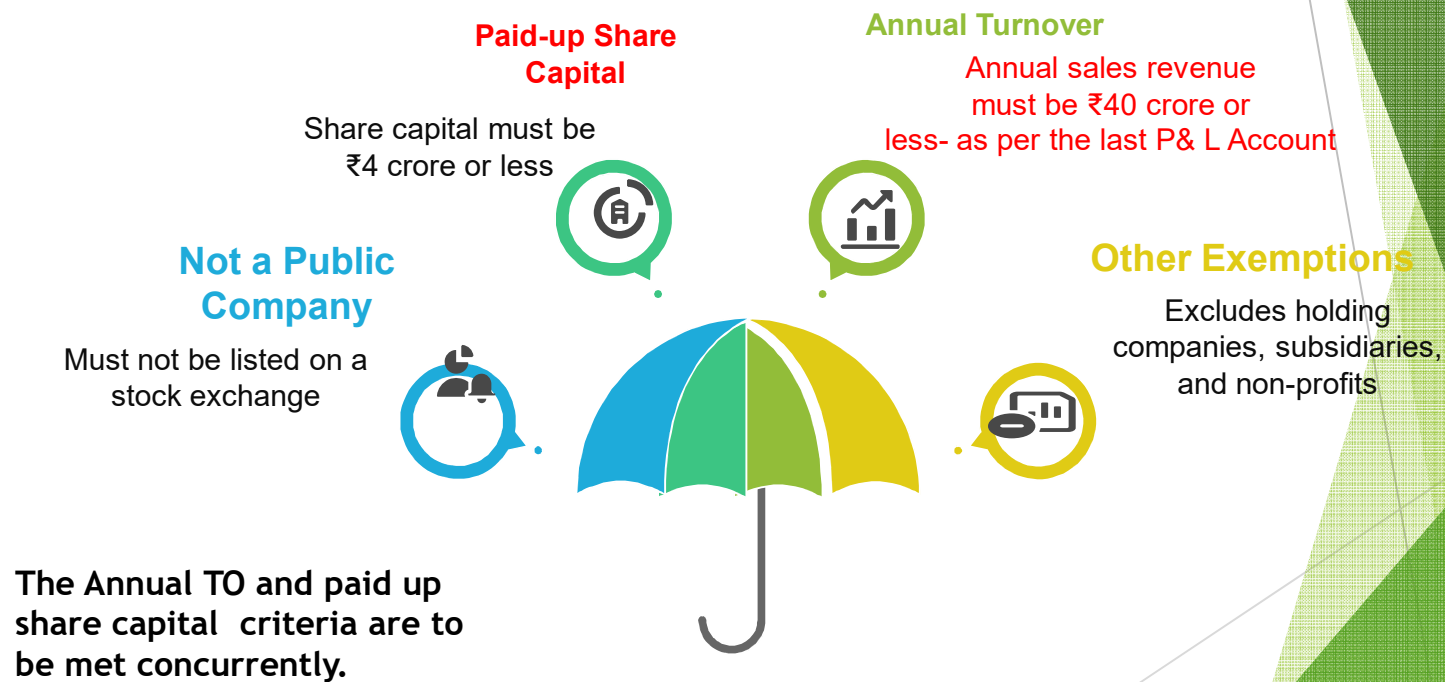 Paid-up Share
Capital
Share capital must be
₹4 crore or less
Annual Turnover
Annual sales revenue
must be ₹40 crore or
less- as per the last P& L Account
Not a Public
Company
Must not be listed on a
stock exchange
Other Exemptions
Excludes holding
companies, subsidiaries,
and non-profits
The Annual TO and paid up
share capital  criteria are to
be met concurrently.